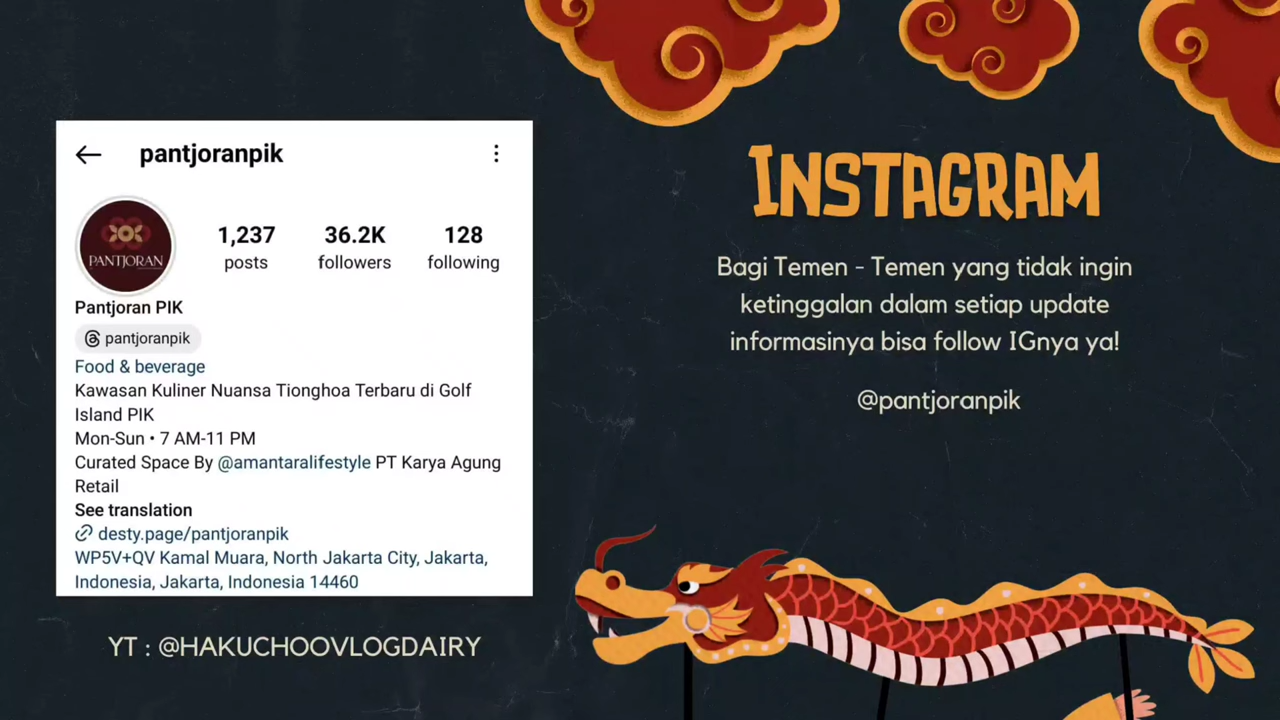 pantjoranpik
PANTJORAN
1,237
posts
36.2K
followers
128
following
Pantjoran PIK
pantjoranpik
Food & beverage
Kawasan Kuliner Nuansa Tionghoa Terbaru di Golf
Island PIK
Mon-Sun • 7 AM-11 PM
Curated Space By @amantaralifestyle PT Karya Agung
Retail
See translation
desty.page/pantjoranpik
WP5V+QV Kamal Muara, North Jakarta City, Jakarta,
Indonesia, Jakarta, Indonesia 14460
YT : @HAKUCHOOVLOGDAIRY
INSTAGRAM
Bagi Temen - Temen yang tidak ingin
ketinggalan dalam setiap update
informasinya bisa follow IGnya ya!
@pantjoranpik